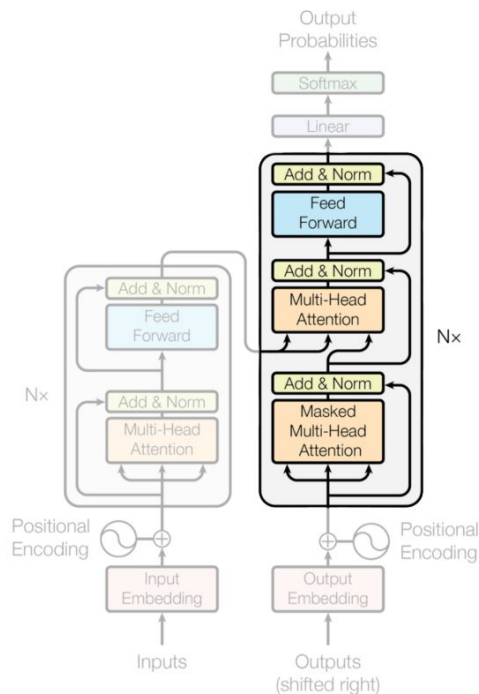 Output
Probabilities
Softmax
Linear
Add & Norm
Feed
Forward
Add & Norm
Multi-Head
Attention
Add & Norm
Masked
Multi-Head
Attention
N×
Add & Norm
Feed
Forward
Add & Norm
Multi-Head
Attention
N×
Positional
Encoding
Positional
Encoding
Input
Embedding
Output
Embedding
Inputs
Outputs
(shifted right)